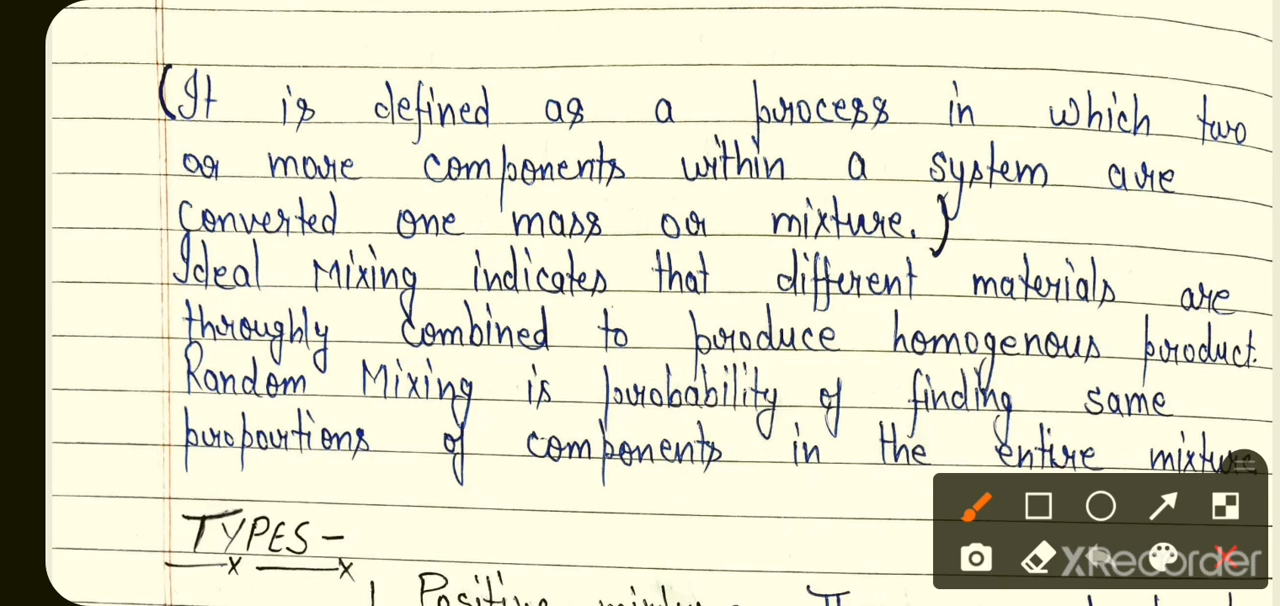 (It is defined as a process in which two
or more components within a system are
converted one mass or mixture.)
Ideal Mixing indicates that different materials are
throughly combined to produce homogenous product.
Random Mixing is probability of finding same
proportions of components in the entire mixture
TYPES -
1 Positive
XRecorder